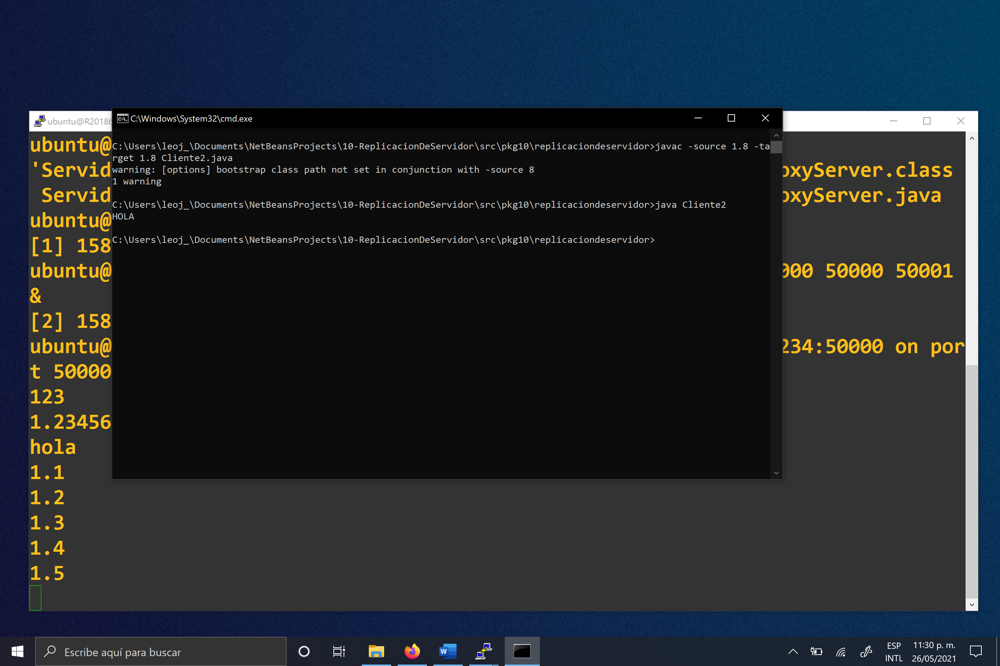 ubuntu@R20186
C:\Windows\System32\cmd.exe
C:\Users\leoj_\Documents\NetBeansProjects\10-ReplicacionDeServidor\src\pkg10\replicaciondeservidor>javac -source 1.8 -ta
rget 1.8 Cliente2.java
warning: [options] bootstrap class path not set in conjunction with -source 8
1 warning
C:\Users\leoj_\Documents\NetBeansProjects\10-ReplicacionDeServidor\src\pkg10\replicaciondeservidor>java Cliente2
HOLA
C:\Users\leoj_\Documents\NetBeansProjects\10-ReplicacionDeServidor\src\pkg10\replicaciondeservidor>
ubuntu@
'Servid oxyServer.class
Servid oxyServer.java
ubuntu@
[1] 158
ubuntu@ 000 50000 50001
&
[2] 158
ubuntu@ 234:50000 on por
t 50000
123
1.23456
hola
1.1
1.2
1.3
1.4
1.5
Escribe aquí para buscar
W
ESP
INTL
11:30 p. m.
26/05/2021